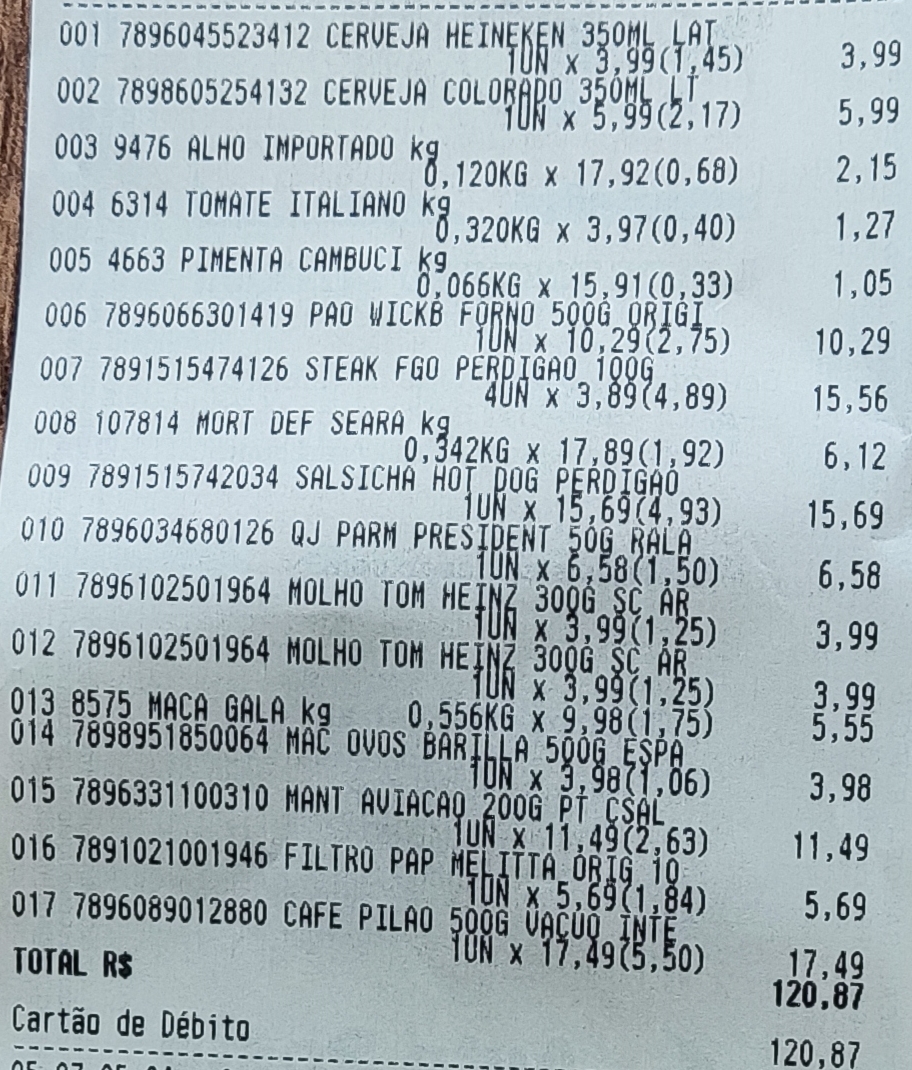 001 7896045523412 CERVEJA HEINEKEN 350ML LAT
1UN x 3,99(1,45) 3,99
002 7898605254132 CERVEJA COLORADO 350ML LT
1UN x 5,99(2,17) 5,99
003 9476 ALHO IMPORTADO kg
0,120KG x 17,92(0,68) 2,15
004 6314 TOMATE ITALIANO kg
0,320KG x 3,97(0,40) 1,27
005 4663 PIMENTA CAMBUCI kg
0,066KG x 15,91(0,33) 1,05
006 7896066301419 PAO WICKB FORNO 500G ORIGI
1UN x 10,29(2,75) 10,29
007 7891515474126 STEAK FGO PERDIGAO 100G
4UN x 3,89(4,89) 15,56
008 107814 MORT DEF SEARA kg
0,342KG x 17,89(1,92) 6,12
009 7891515742034 SALSICHA HOT DOG PERDIGAO
1UN x 15,69(4,93) 15,69
010 7896034680126 QJ PARM PRESIDENT 50G RALA
1UN x 6,58(1,50) 6,58
011 7896102501964 MOLHO TOM HEINZ 300G SC AR
1UN x 3,99(1,25) 3,99
012 7896102501964 MOLHO TOM HEINZ 300G SC AR
1UN x 3,99(1,25) 3,99
013 8575 MACA GALA kg 0,556KG x 9,98(1,75) 5,55
014 7898951850064 MAC OVOS BARILLA 500G ESPA
1UN x 3,98(1,06) 3,98
015 7896331100310 MANT AVIACAO 200G PT CSAL
1UN x 11,49(2,63) 11,49
016 7891021001946 FILTRO PAP MELITTA ORIG 10
1UN x 5,69(1,84) 5,69
017 7896089012880 CAFE PILAO 500G VACUO INTE
1UN x 17,49(5,50) 17,49
TOTAL R$ 120,87
Cartão de Débito 120,87